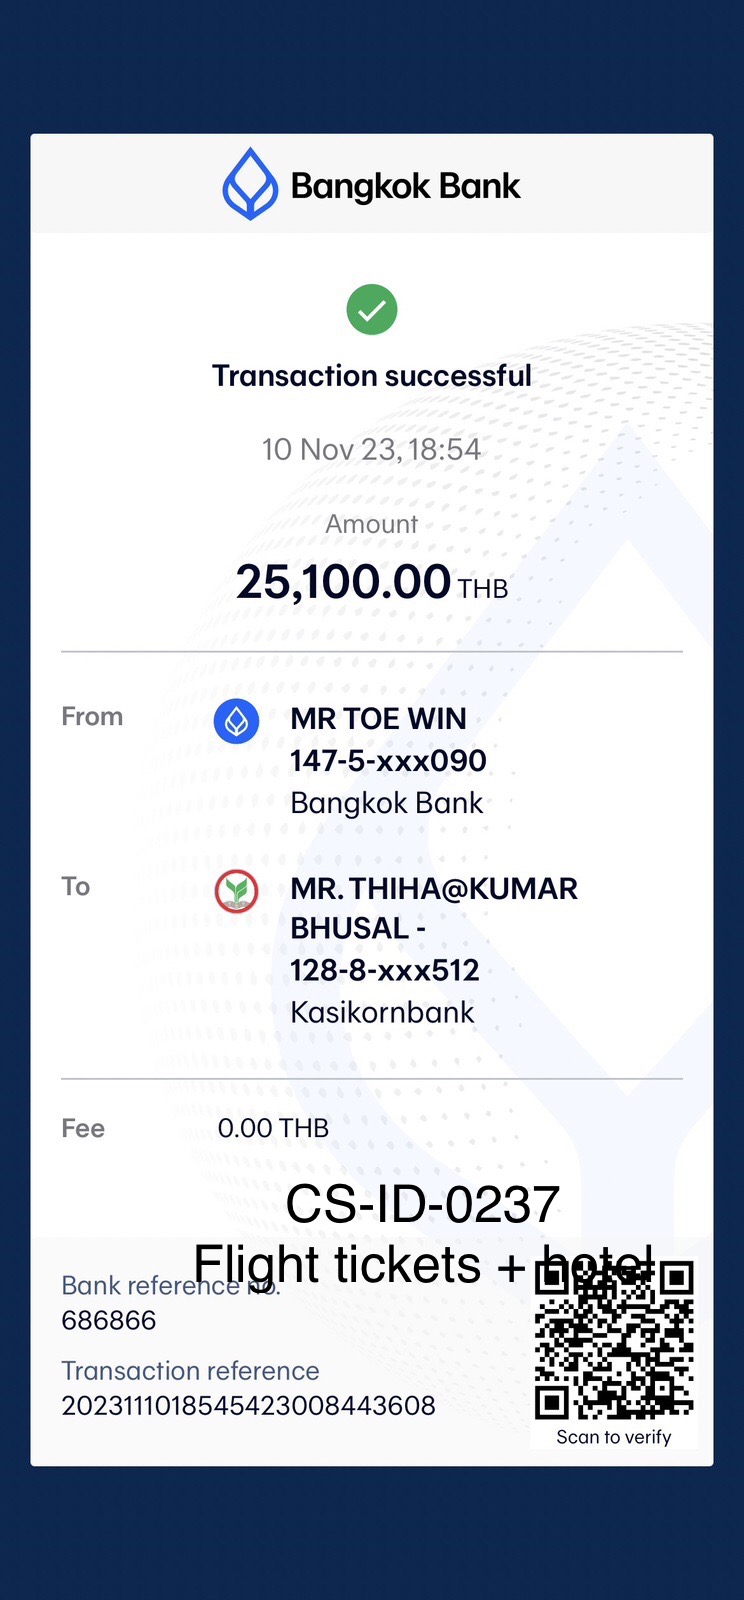 Bangkok Bank
Transaction successful
10 Nov 23, 18:54
Amount
25,100.00 THB
From
MR TOE WIN
147-5-xxx090
Bangkok Bank
To
MR. THIHA@KUMAR
BHUSAL -
128-8-xxx512
Kasikornbank
Fee
0.00 THB
CS-ID-0237
Flight tickets + hotel
Bank reference no.
686866
Transaction reference
2023111018545423008443608
Scan to verify